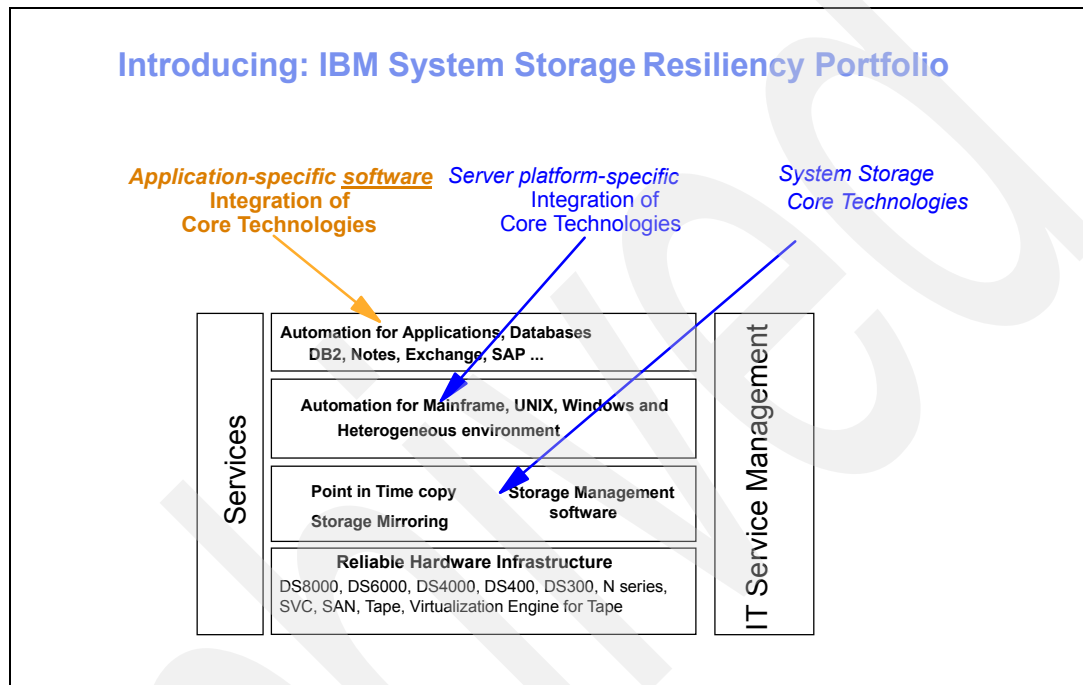 Introducing: IBM System Storage Resiliency Portfolio
Application-specific software
Integration of
Core Technologies
Server platform-specific
Integration of
Core Technologies
System Storage
Core Technologies
Services
Automation for Applications, Databases
DB2, Notes, Exchange, SAP ...
Automation for Mainframe, UNIX, Windows and
Heterogeneous environment
Point in Time copy
Storage Mirroring
Storage Management
software
Reliable Hardware Infrastructure
DS8000, DS6000, DS4000, DS400, DS300, N series,
SVC, SAN, Tape, Virtualization Engine for Tape
IT Service Management